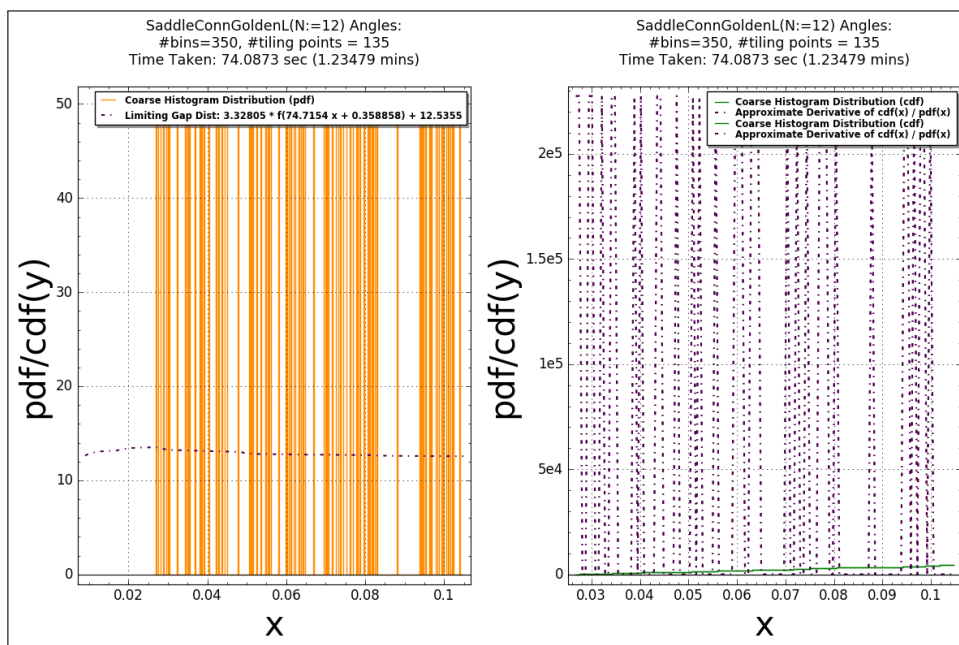 SaddleConnGoldenL(N:=12) Angles:
#bins=350, #tiling points = 135
Time Taken: 74.0873 sec (1.23479 mins)
50
40
30
20
10
0
pdf/cdf(y)
Coarse Histogram Distribution (pdf)
Limiting Gap Dist: 3.32805 * f(74.7154 x + 0.358858) + 12.5355
0.02
0.04
0.06
0.08
0.1
x
SaddleConnGoldenL(N:=12) Angles:
#bins=350, #tiling points = 135
Time Taken: 74.0873 sec (1.23479 mins)
2e5
1.5e5
1e5
5e4
0
pdf/cdf(y)
Coarse Histogram Distribution (cdf)
Approximate Derivative of cdf(x) / pdf(x)
Coarse Histogram Distribution (cdf)
Approximate Derivative of cdf(x) / pdf(x)
0.03
0.04
0.05
0.06
0.07
0.08
0.09
0.1
x